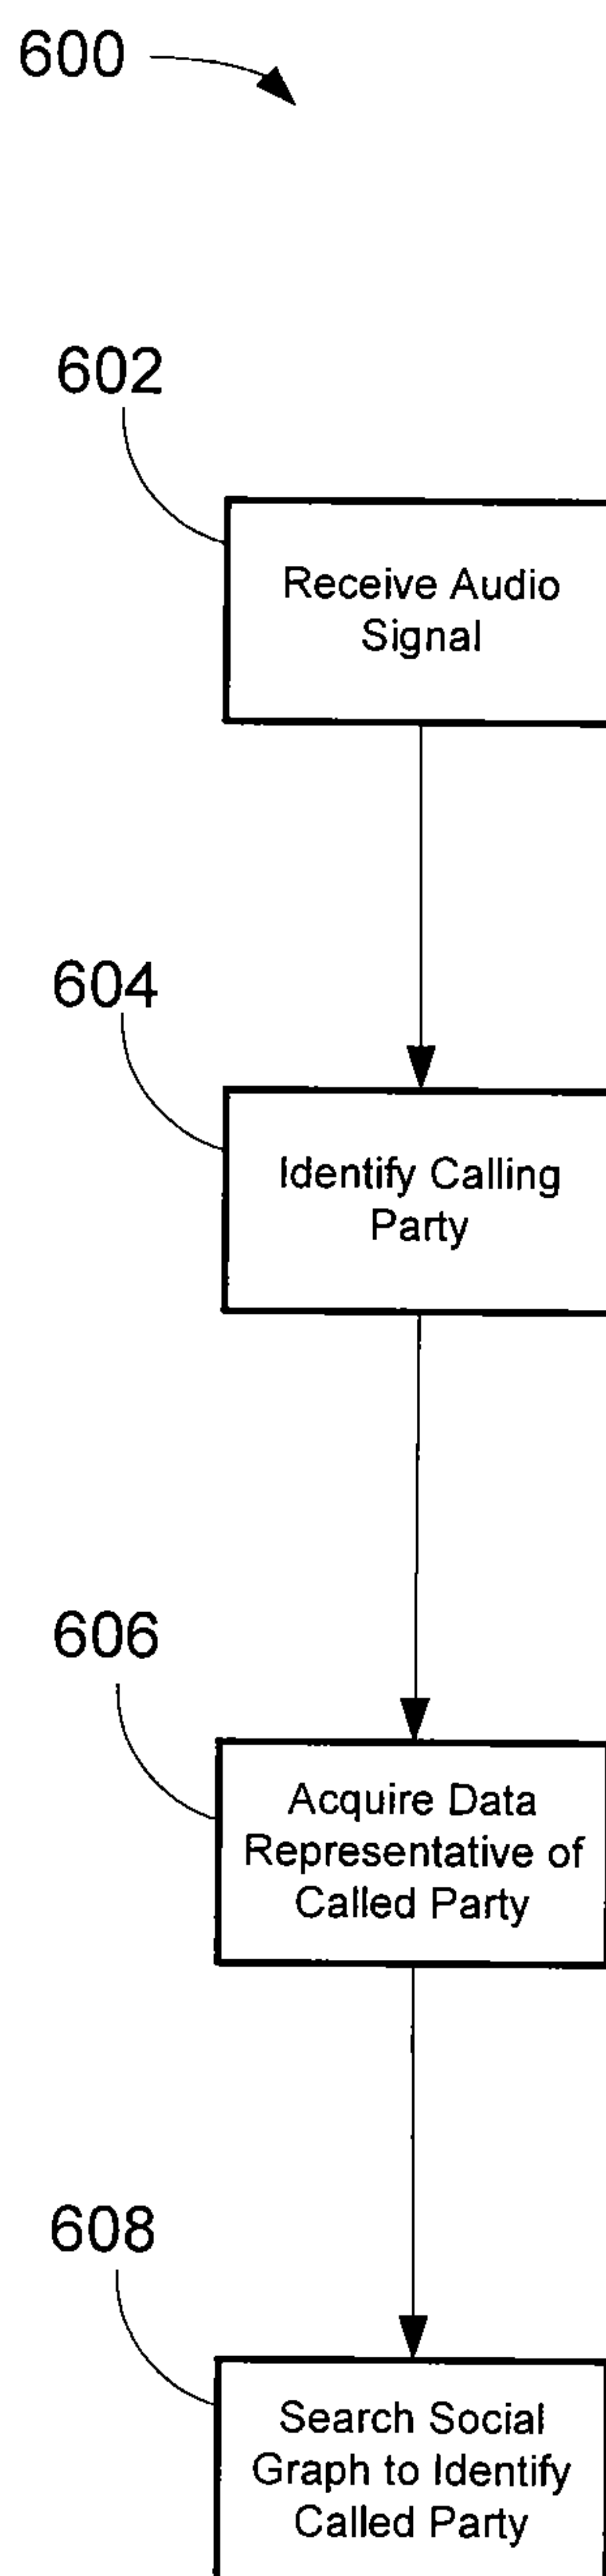 600
602
Receive Audio
Signal
604
Identify Calling
Party
606
Acquire Data
Representative of
Called Party
608
Search Social
Graph to Identify
Called Party